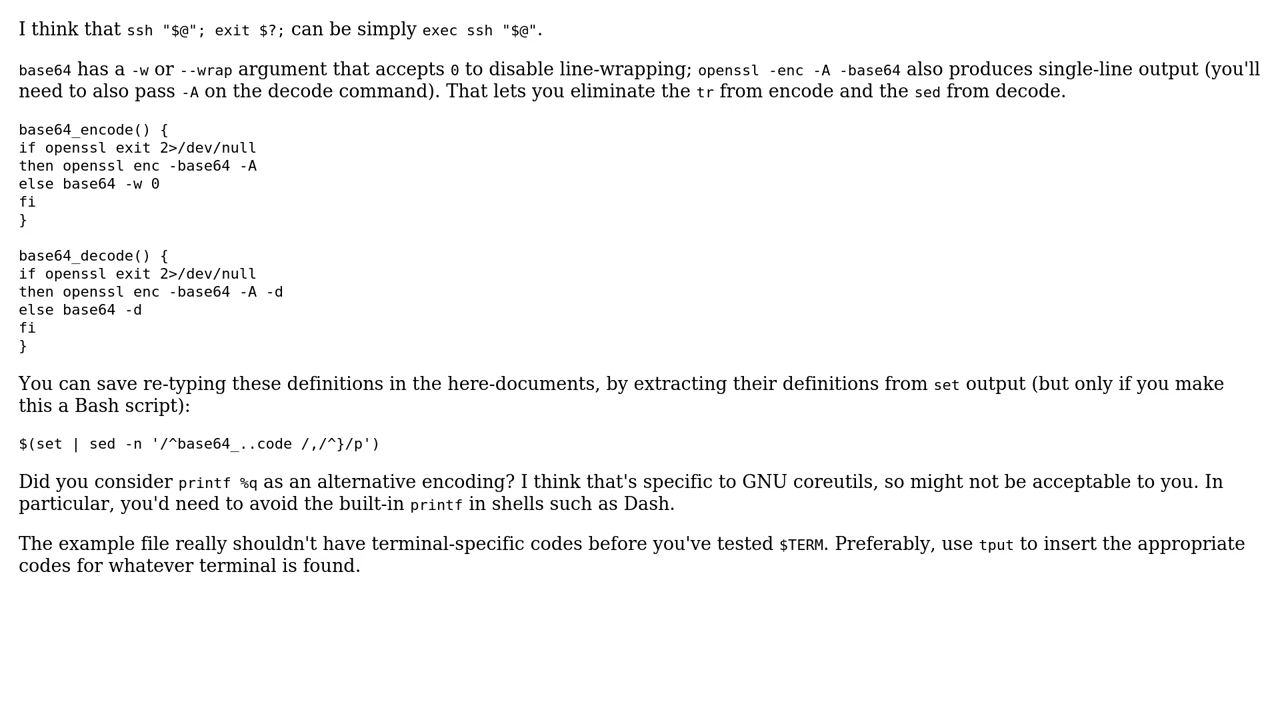 I think that ssh "$@"; exit $?; can be simply exec ssh "$@".
base64 has a -w or --wrap argument that accepts 0 to disable line-wrapping; openssl -enc -A -base64 also produces single-line output (you'll
need to also pass -A on the decode command). That lets you eliminate the tr from encode and the sed from decode.
base64_encode() {
if openssl exit 2>/dev/null
then openssl enc -base64 -A
else base64 -w 0
fi
}
base64_decode() {
if openssl exit 2>/dev/null
then openssl enc -base64 -A -d
else base64 -d
fi
}
You can save re-typing these definitions in the here-documents, by extracting their definitions from set output (but only if you make
this a Bash script):
$(set | sed -n '/^base64_..code /,/^}/p')
Did you consider printf %q as an alternative encoding? I think that's specific to GNU coreutils, so might not be acceptable to you. In
particular, you'd need to avoid the built-in printf in shells such as Dash.
The example file really shouldn't have terminal-specific codes before you've tested $TERM. Preferably, use tput to insert the appropriate
codes for whatever terminal is found.